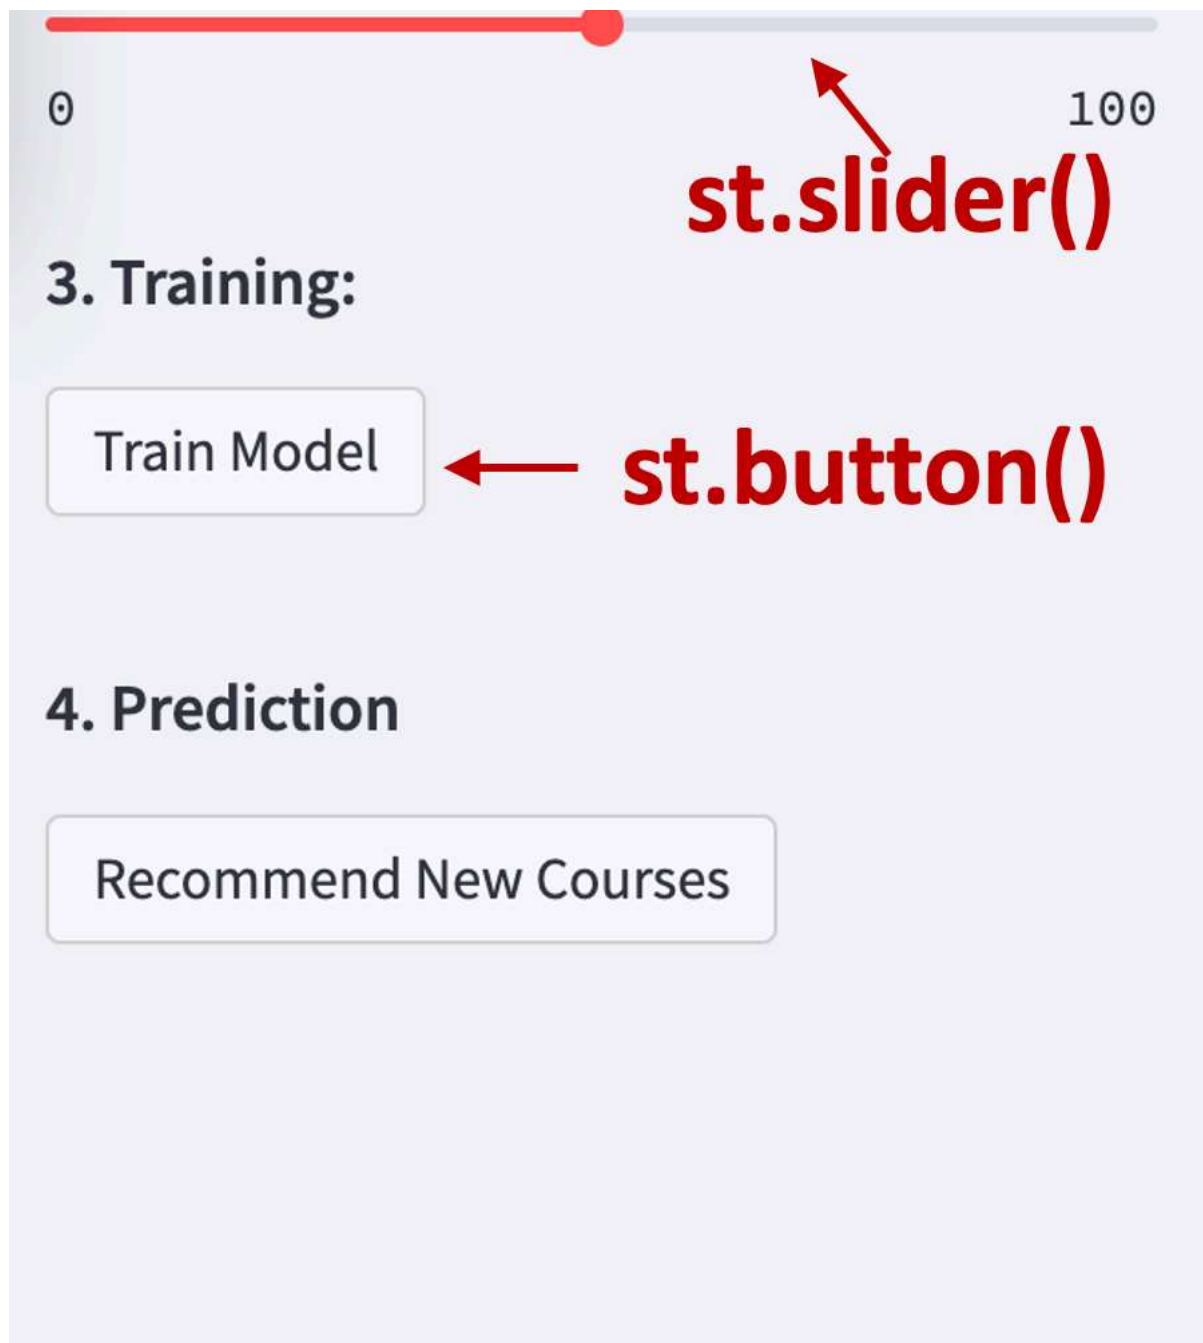 0 100
st.slider()
3. Training:
Train Model
st.button()
4. Prediction
Recommend New Courses